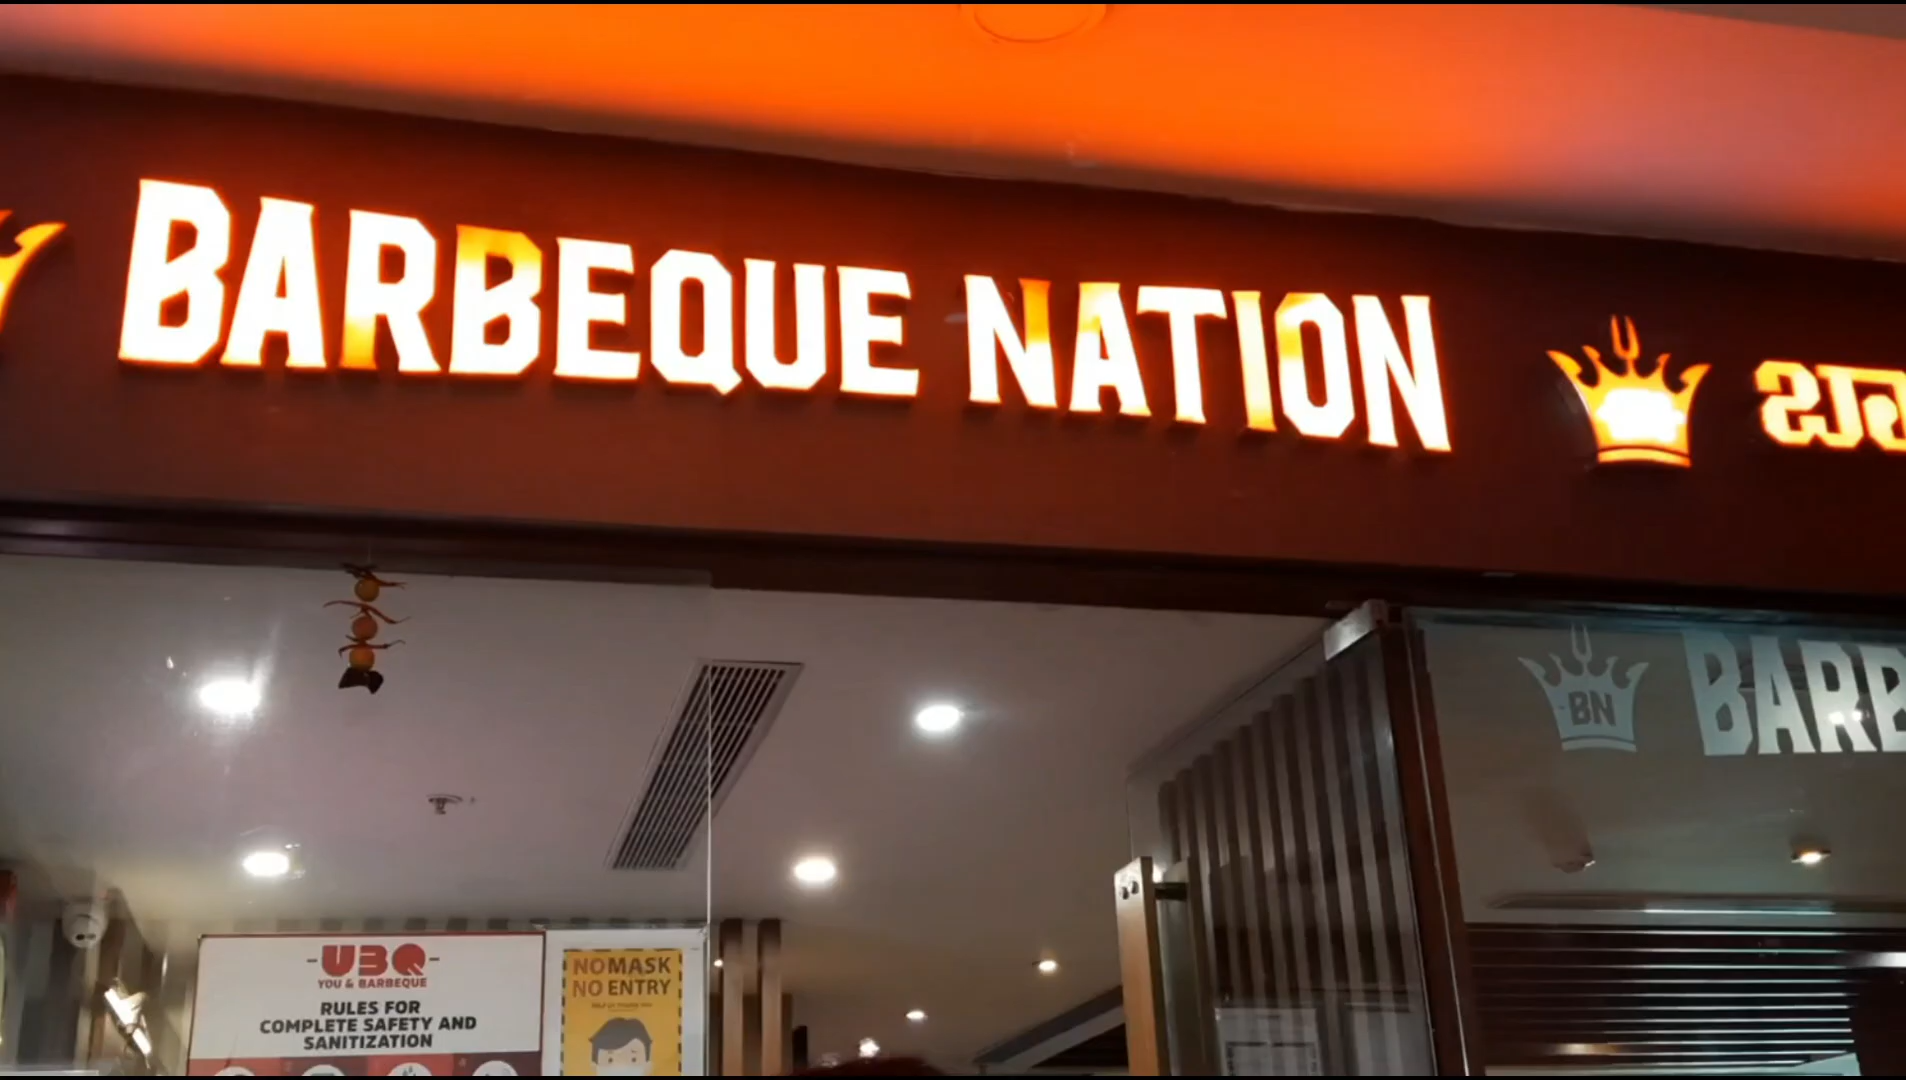 BARBEQUE NATION
BN
BARB
-UBQ-
YOU & BARBEQUE
RULES FOR
COMPLETE SAFETY AND
SANITIZATION
NO MASK
NO ENTRY